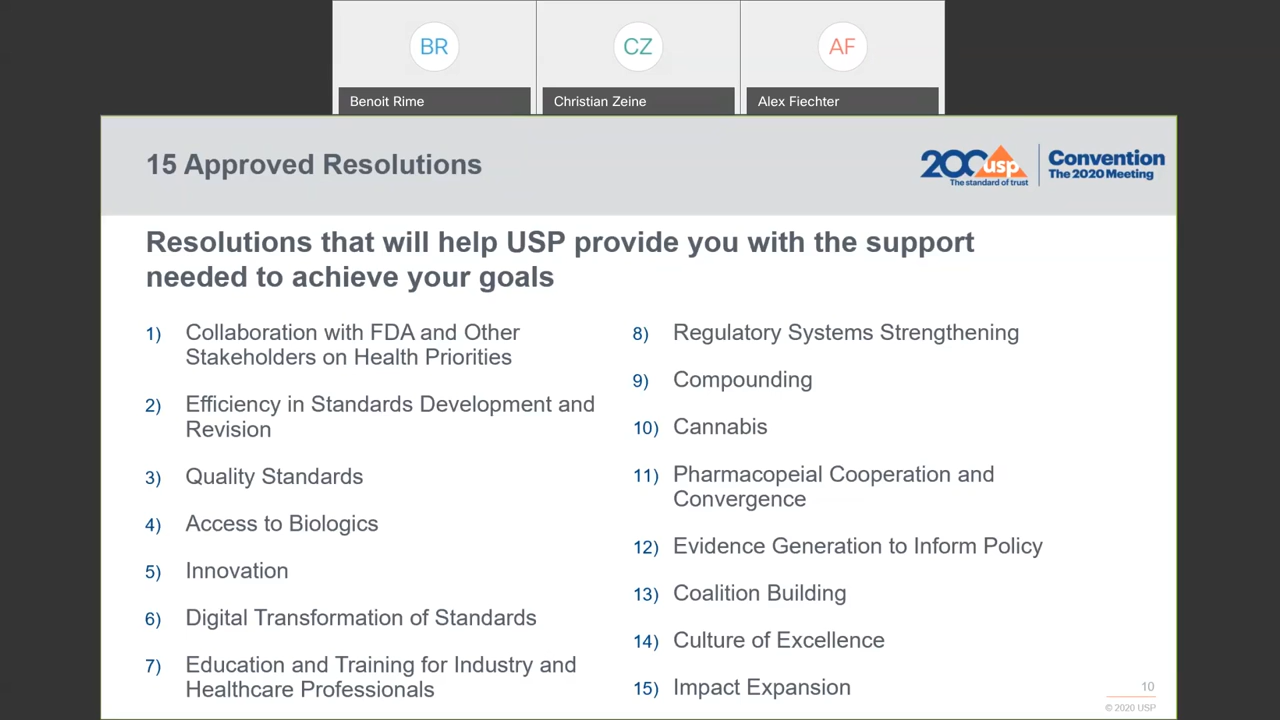 BR
CZ
AF
Benoit Rime
Christian Zeine
Alex Fiechter
15 Approved Resolutions
200 usp
The standard of trust
Convention
The 2020 Meeting
Resolutions that will help USP provide you with the support
needed to achieve your goals
1) Collaboration with FDA and Other
Stakeholders on Health Priorities
2) Efficiency in Standards Development and
Revision
3) Quality Standards
4) Access to Biologics
5) Innovation
6) Digital Transformation of Standards
7) Education and Training for Industry and
Healthcare Professionals
8) Regulatory Systems Strengthening
9) Compounding
10) Cannabis
11) Pharmacopeial Cooperation and
Convergence
12) Evidence Generation to Inform Policy
13) Coalition Building
14) Culture of Excellence
15) Impact Expansion
10
© 2020 USP